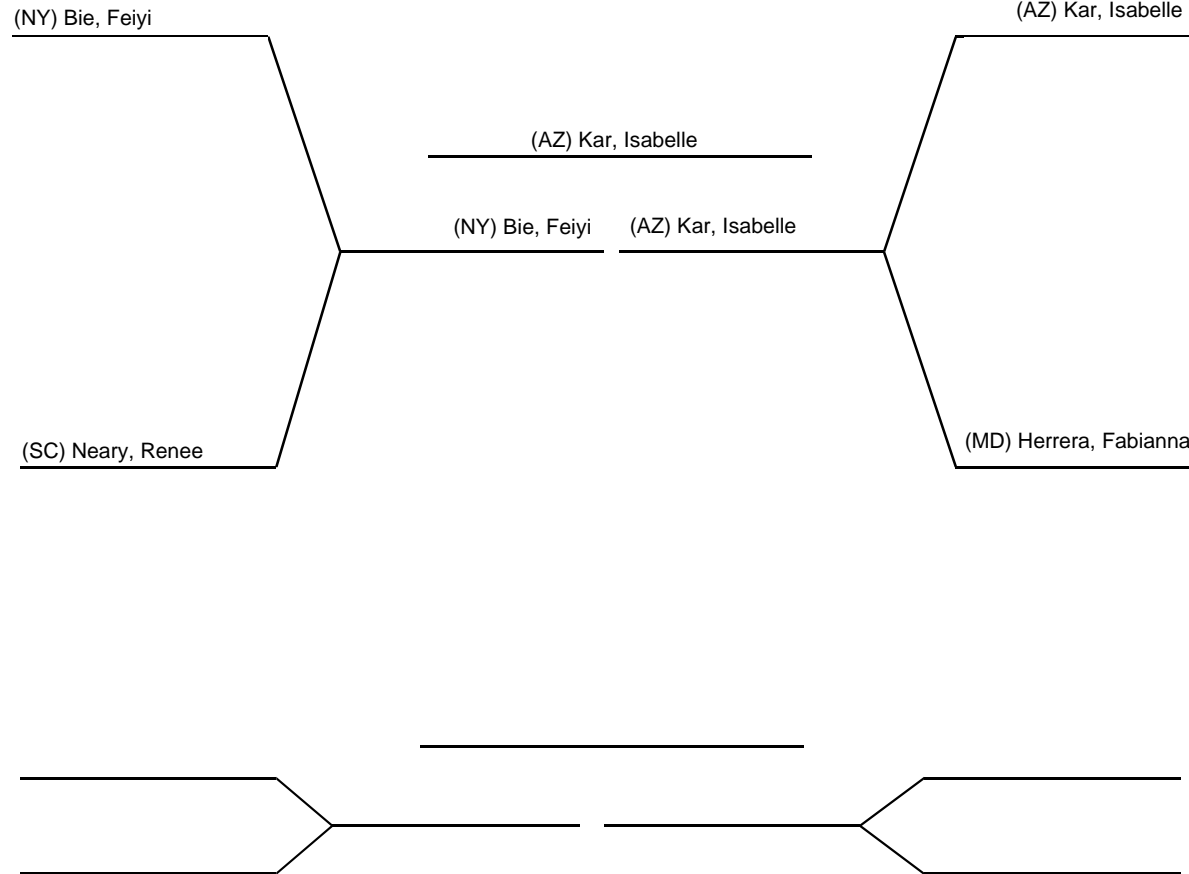 (NY) Bie, Feiyi
(AZ) Kar, Isabelle
(AZ) Kar, Isabelle
(NY) Bie, Feiyi
(AZ) Kar, Isabelle
(SC) Neary, Renee
(MD) Herrera, Fabianna